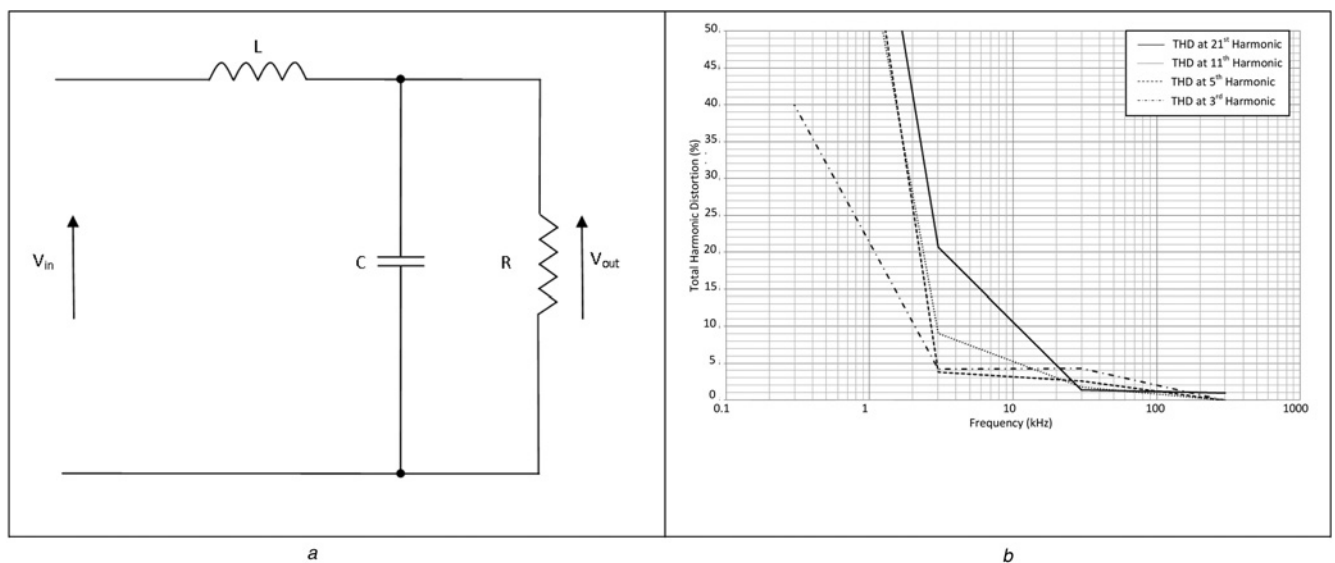 L
V_in
C
R
V_out
a
50
45
40
35
30
25
20
15
10
5
0
Total Harmonic Distortion (%)
THD at 21st Harmonic
THD at 11th Harmonic
THD at 5th Harmonic
THD at 3rd Harmonic
0.1
1
10
100
1000
Frequency (kHz)
b